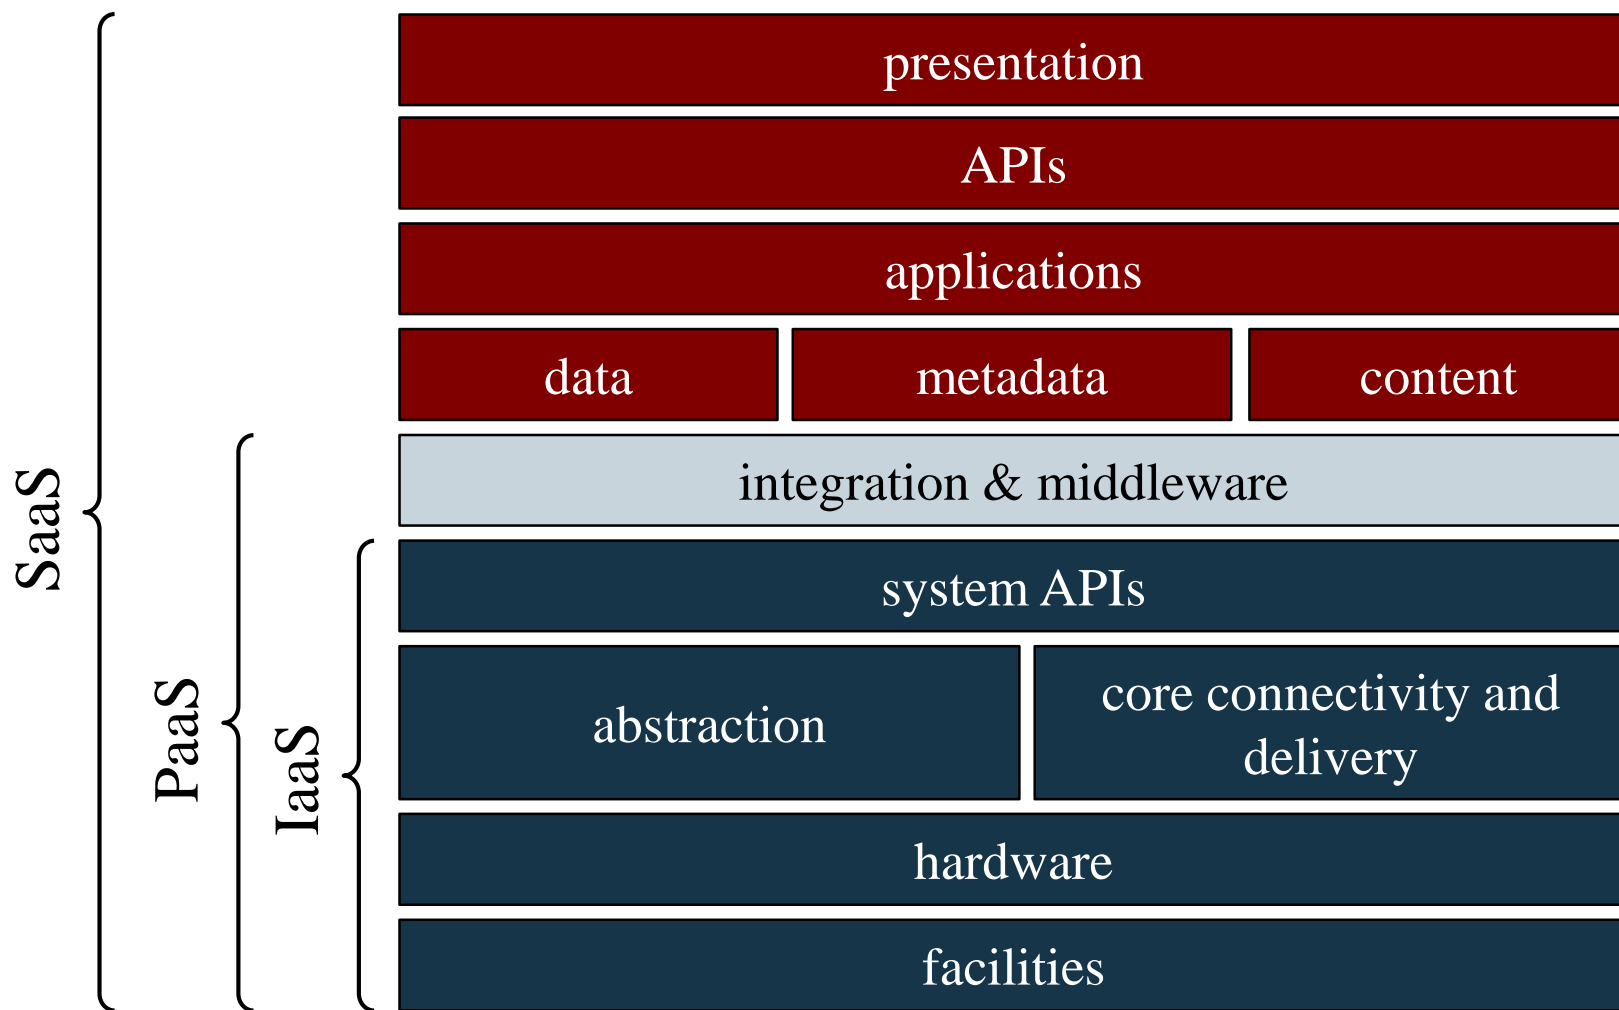 presentation
APIs
applications
data
metadata
content
integration & middleware
system APIs
abstraction
core connectivity and
delivery
hardware
facilities
SaaS
PaaS
IaaS